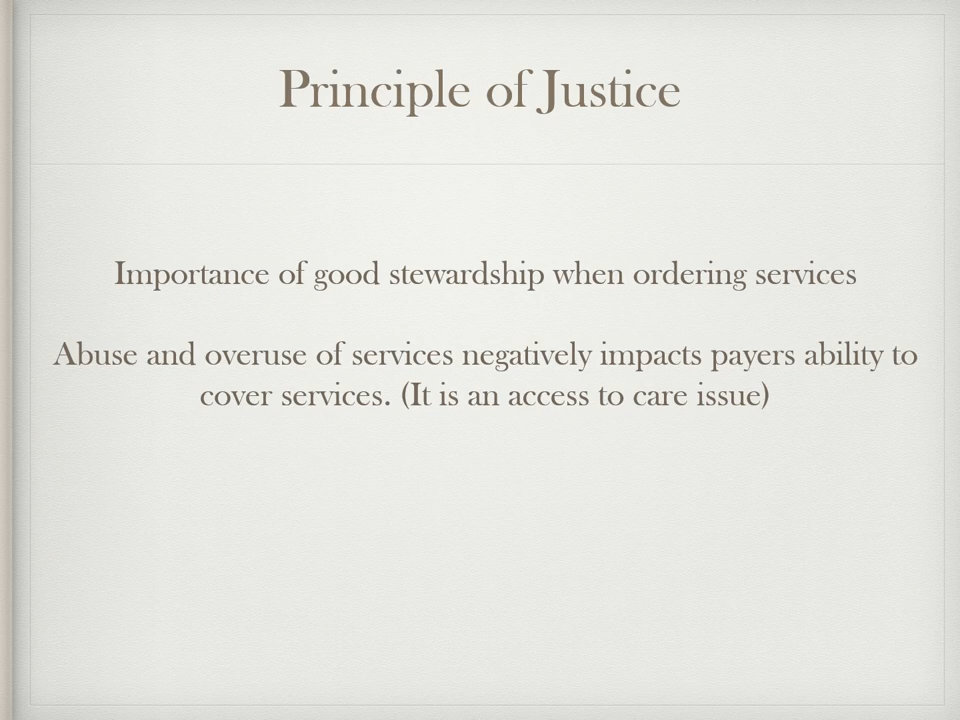 Principle of Justice
Importance of good stewardship when ordering services
Abuse and overuse of services negatively impacts payers ability to
cover services. (It is an access to care issue)